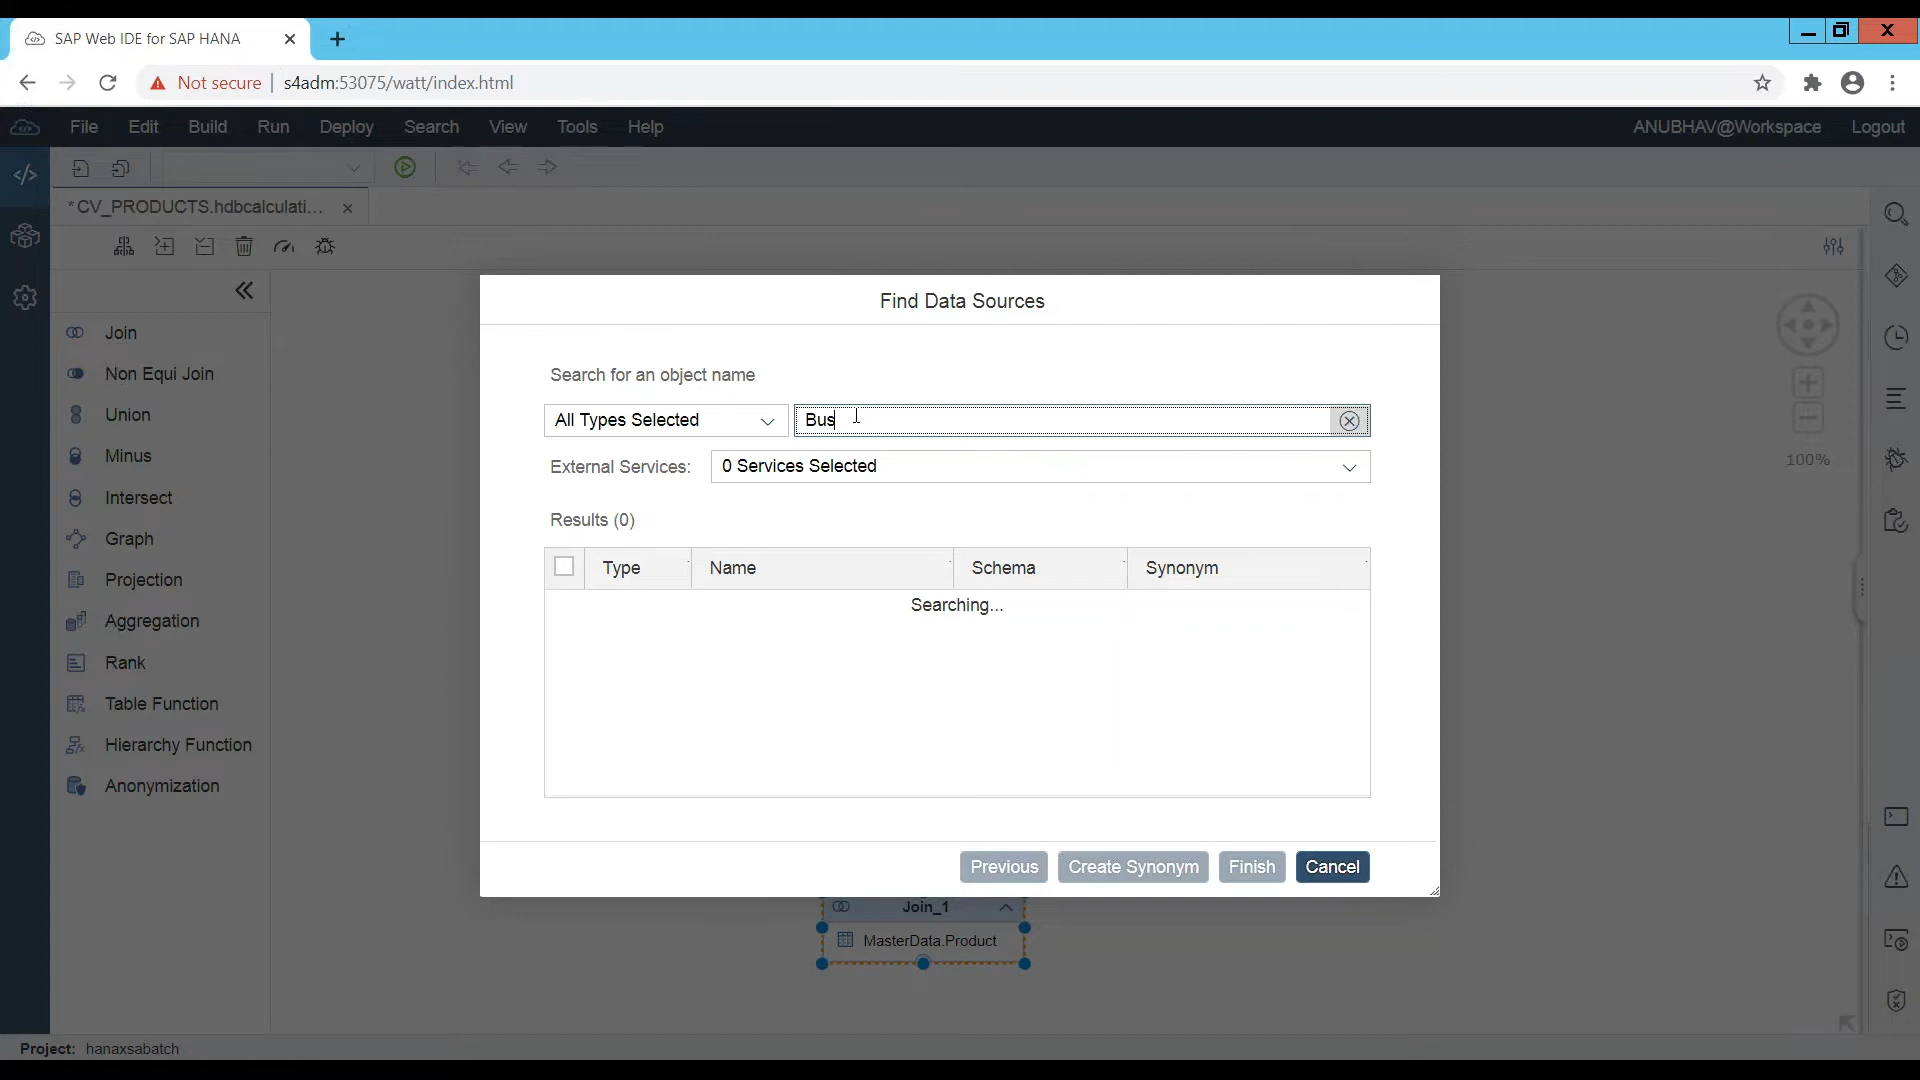 SAP Web IDE for SAP HANA
Not secure | s4adm:53075/watt/index.html
File Edit Build Run Deploy Search View Tools Help ANUBHAV@Workspace Logout
*CV_PRODUCTS.hdbcalculati...
Join
Non Equi Join
Union
Minus
Intersect
Graph
Projection
Aggregation
Rank
Table Function
Hierarchy Function
Anonymization
100%
Find Data Sources
Search for an object name
All Types Selected Bus
External Services: 0 Services Selected
Results (0)
Type Name Schema Synonym
Searching...
Previous Create Synonym Finish Cancel
Join_1
MasterData.Product
Project: hanaxsabatch